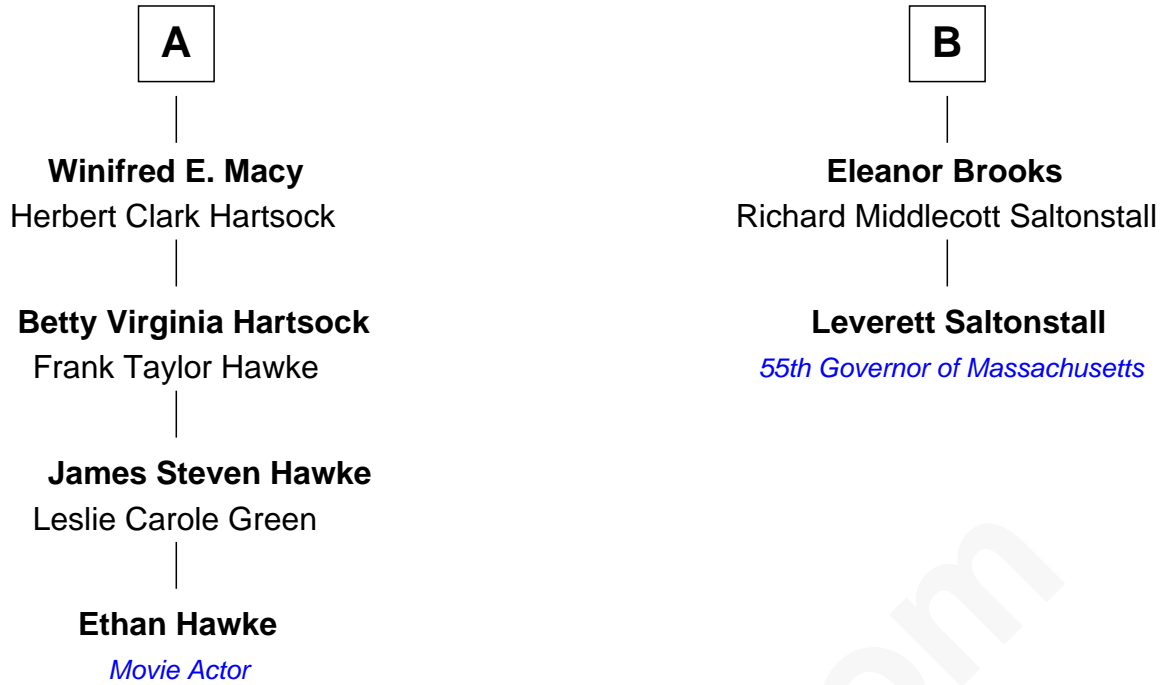 A
Winifred E. Macy
Herbert Clark Hartsock
Betty Virginia Hartsock
Frank Taylor Hawke
James Steven Hawke
Leslie Carole Green
Ethan Hawke
Movie Actor
B
Eleanor Brooks
Richard Middlecott Saltonstall
Leverett Saltonstall
55th Governor of Massachusetts
om